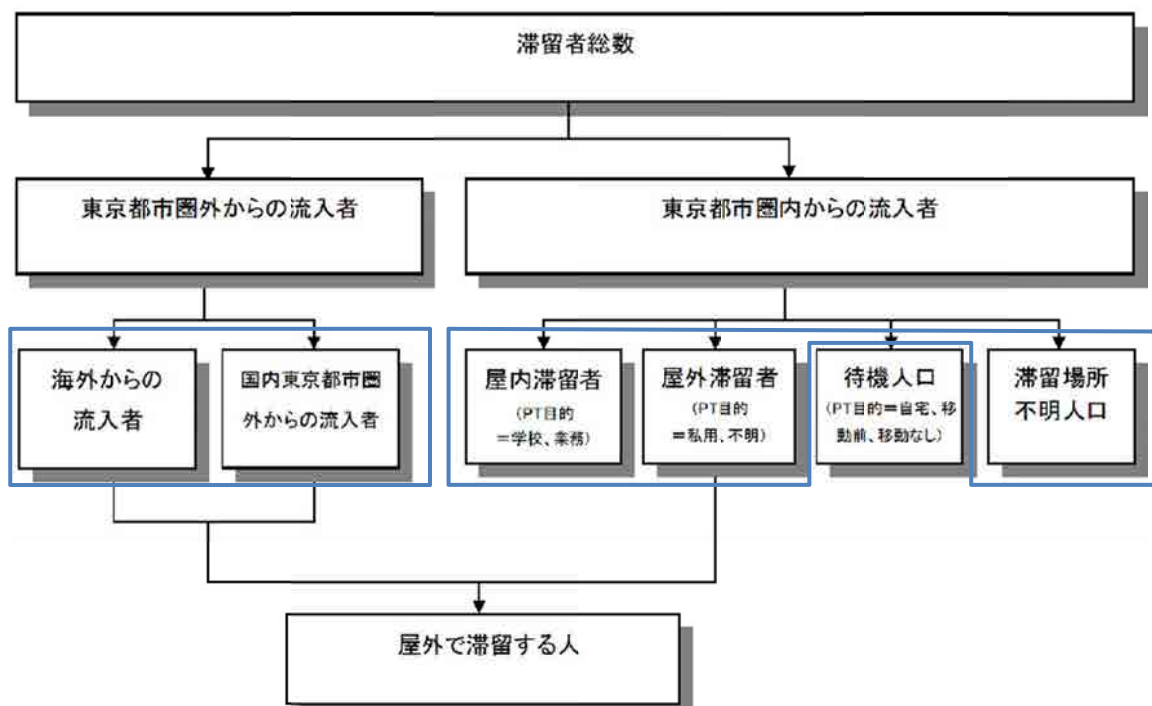 滞留者総数
東京都市圏外からの流入者
東京都市圏内からの流入者
海外からの
流入者
国内東京都市圏
外からの流入者
屋内滞留者
(PT目的
=学校、業務)
屋外滞留者
(PT目的
=私用、不明)
待機人口
(PT目的=自宅、移
動前、移動なし)
滞留場所
不明人口
屋外で滞留する人